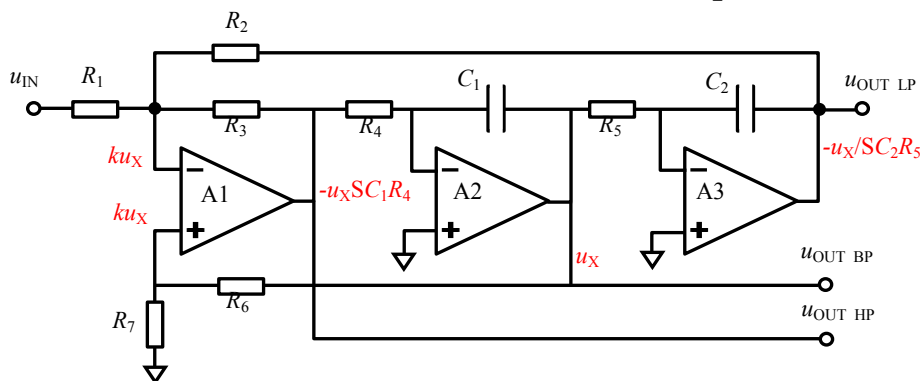 R2
uIN
R1
C1
C2
uOUT LP
R3
R4
R5
kuX
−
A1
−
A2
−
A3
-uX/SC2R5
kuX
+
-uXSC1R4
+
+
uX
uOUT BP
R6
R7
uOUT HP